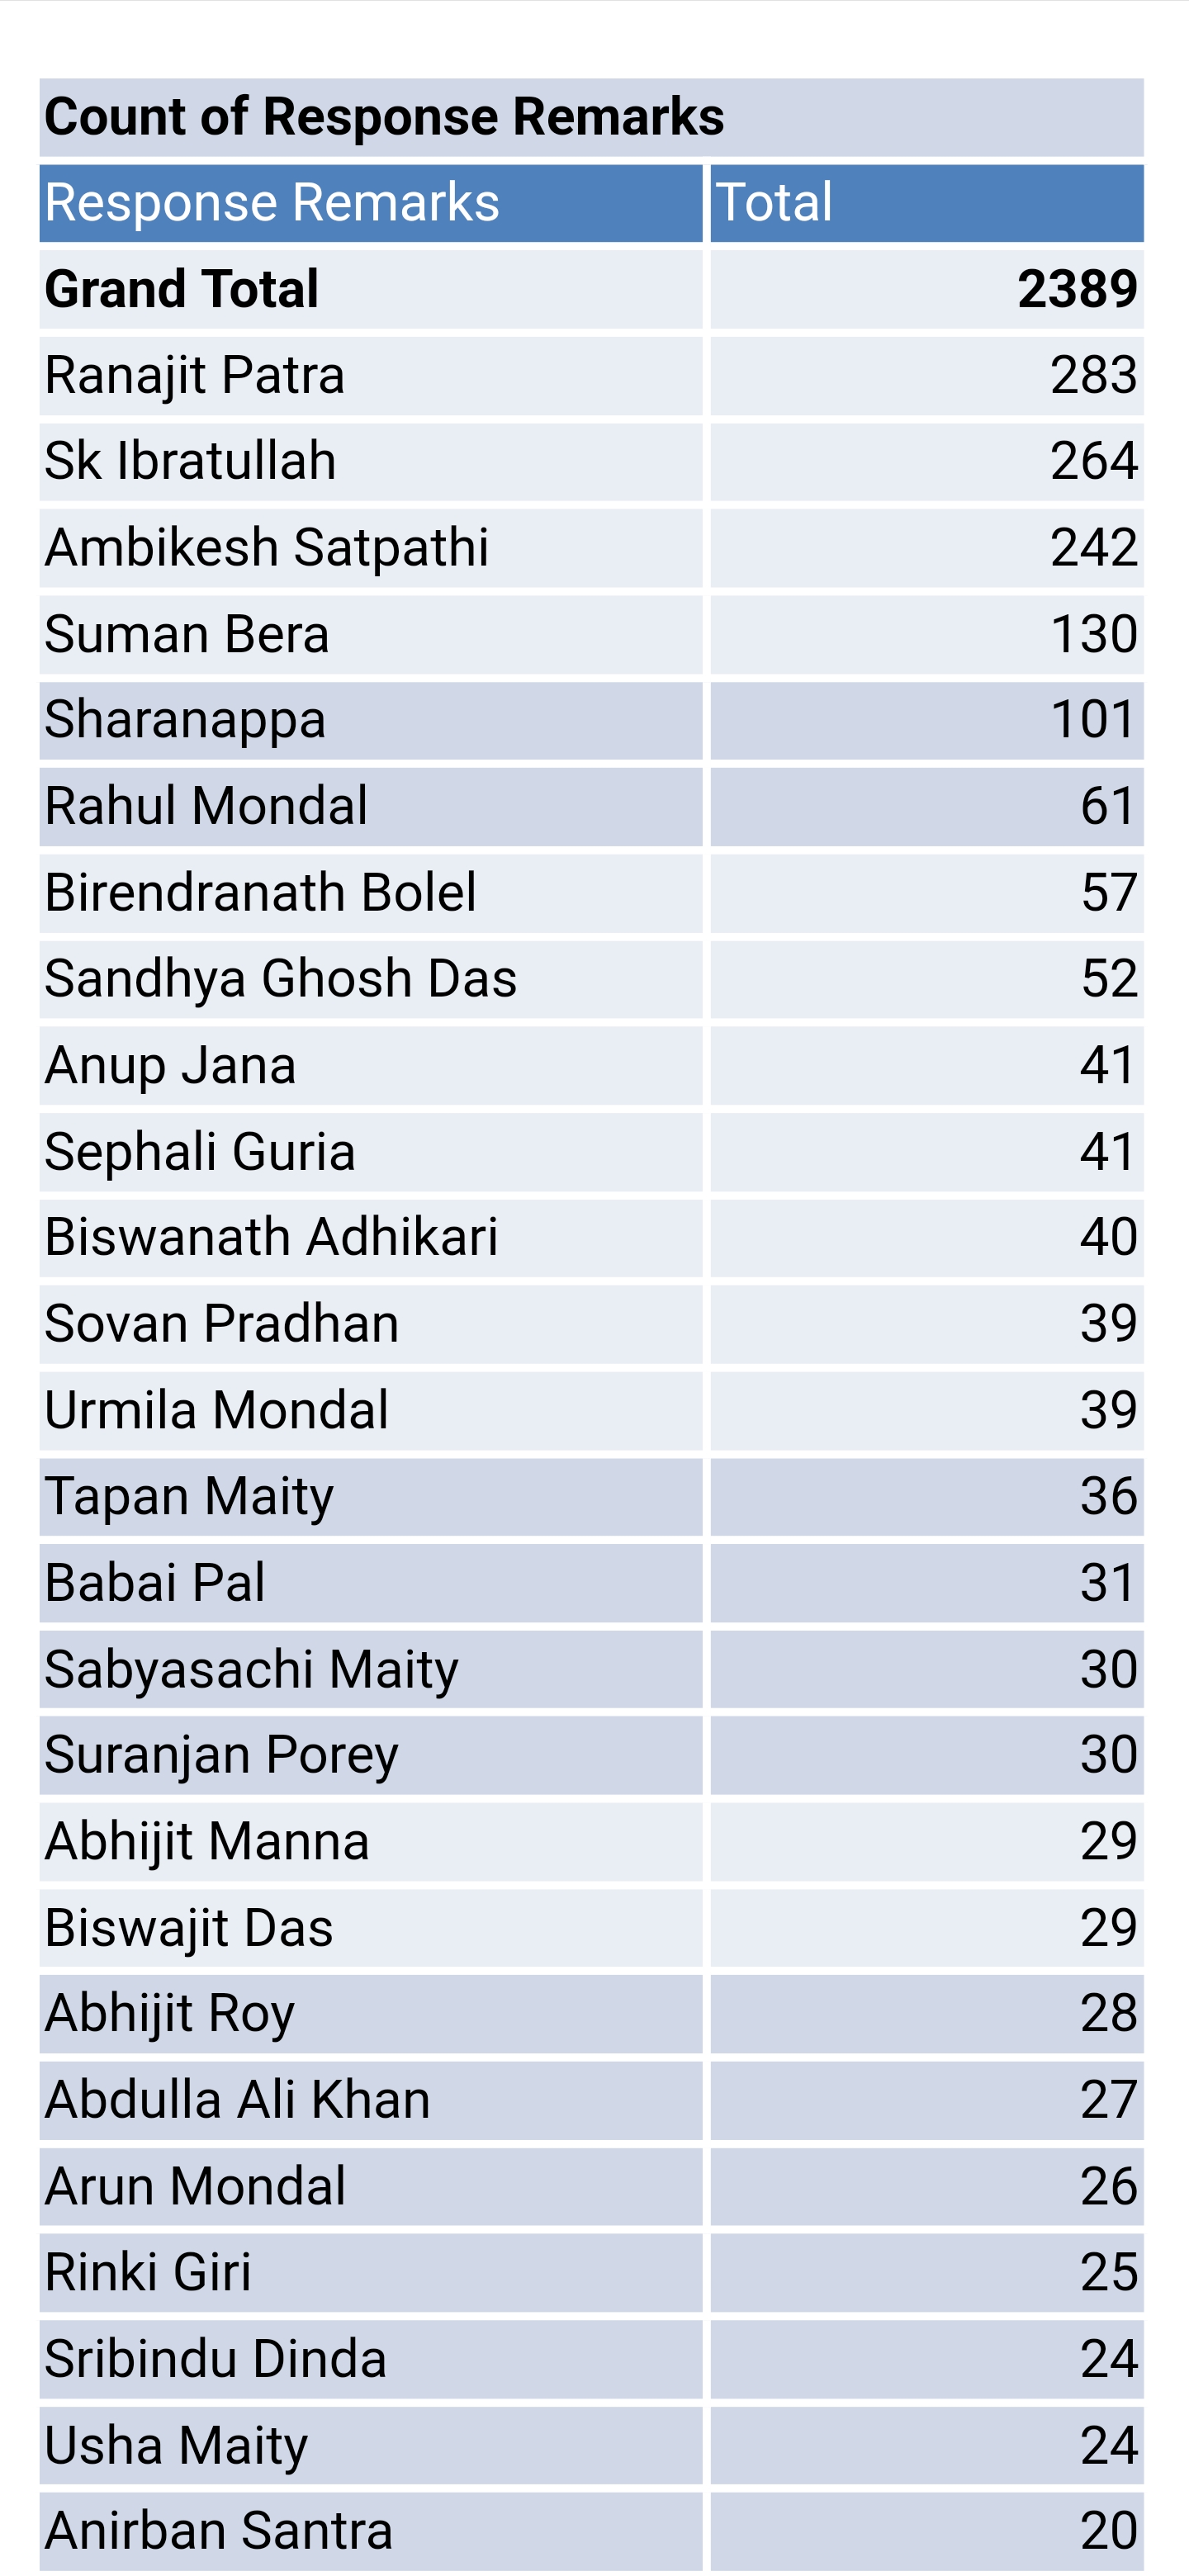 Count of Response Remarks
Response Remarks Total
Grand Total 2389
Ranajit Patra 283
Sk Ibratullah 264
Ambikesh Satpathi 242
Suman Bera 130
Sharanappa 101
Rahul Mondal 61
Birendranath Bolel 57
Sandhya Ghosh Das 52
Anup Jana 41
Sephali Guria 41
Biswanath Adhikari 40
Sovan Pradhan 39
Urmila Mondal 39
Tapan Maity 36
Babai Pal 31
Sabyasachi Maity 30
Suranjan Porey 30
Abhijit Manna 29
Biswajit Das 29
Abhijit Roy 28
Abdulla Ali Khan 27
Arun Mondal 26
Rinki Giri 25
Sribindu Dinda 24
Usha Maity 24
Anirban Santra 20